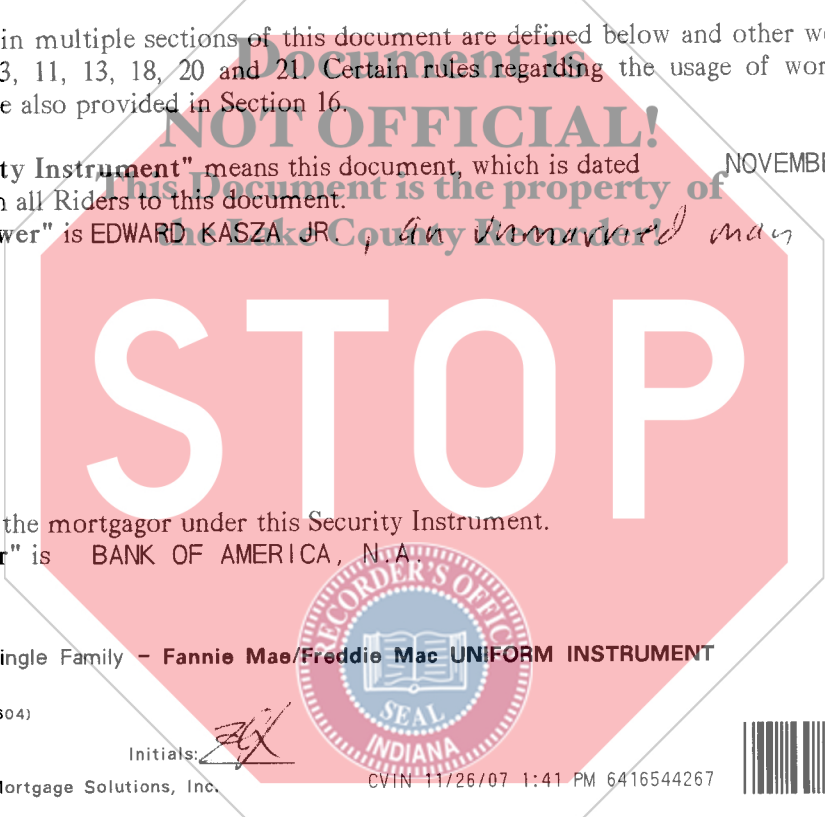 in multiple sections of this document are defined below and other
3, 11, 13, 18, 20 and 21. Certain rules regarding the usage of
also provided in Section 16.
Document is
NOT OFFICIAL!
This Document is the property of
the Lake County Recorder!
Instrument" means this document, which is dated NOVEMBE
all Riders to this document.
wer" is EDWARD KASZA JR. , an unmarried man
STOP
the mortgagor under this Security Instrument.
r" is BANK OF AMERICA, N.A.
RECORDER'S OFFICE
SEAL
INDIANA
ingle Family - Fannie Mae/Freddie Mac UNIFORM INSTRUMENT
604)
Initials:
Mortgage Solutions, Inc.
CVIN 11/26/07 1:41 PM 6416544267